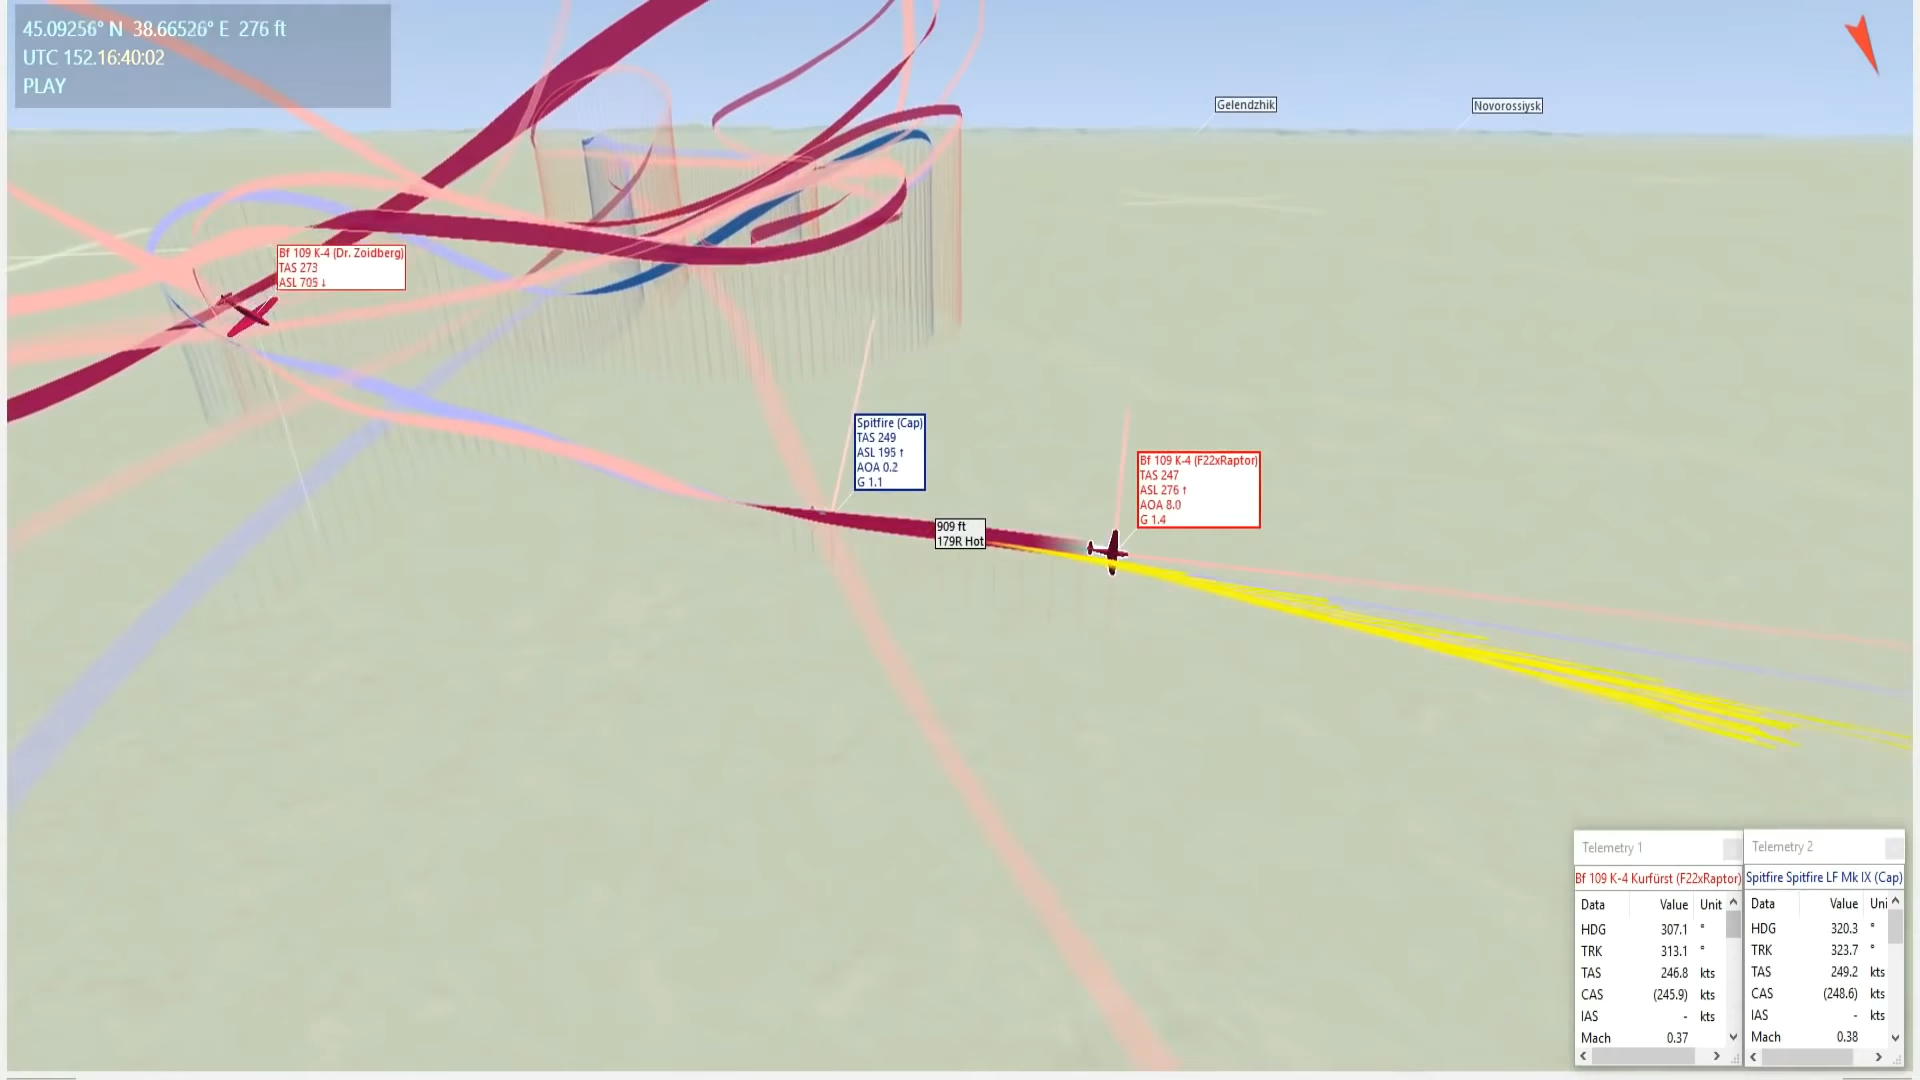 45.09256° N 38.66526° E 276 ft
UTC 152.16:40:02
PLAY
Gelendzhik
Novorossiysk
Bf 109 K-4 (Dr. Zoidberg)
TAS 273
ASL 705 ↓
Spitfire (Cap)
TAS 249
ASL 195 ↑
AOA 0.2
G 1.1
Bf 109 K-4 (F22xRaptor)
TAS 247
ASL 276 ↑
AOA 8.0
G 1.4
909 ft
179R Hot
Telemetry 1
Bf 109 K-4 Kurfürst (F22xRaptor)
Data Value Unit
HDG 307.1 °
TRK 313.1 °
TAS 246.8 kts
CAS (245.9) kts
IAS - kts
Mach 0.37
Telemetry 2
Spitfire Spitfire LF Mk IX (Cap)
Data Value Uni
HDG 320.3 °
TRK 323.7 °
TAS 249.2 kts
CAS (248.6) kts
IAS - kts
Mach 0.38